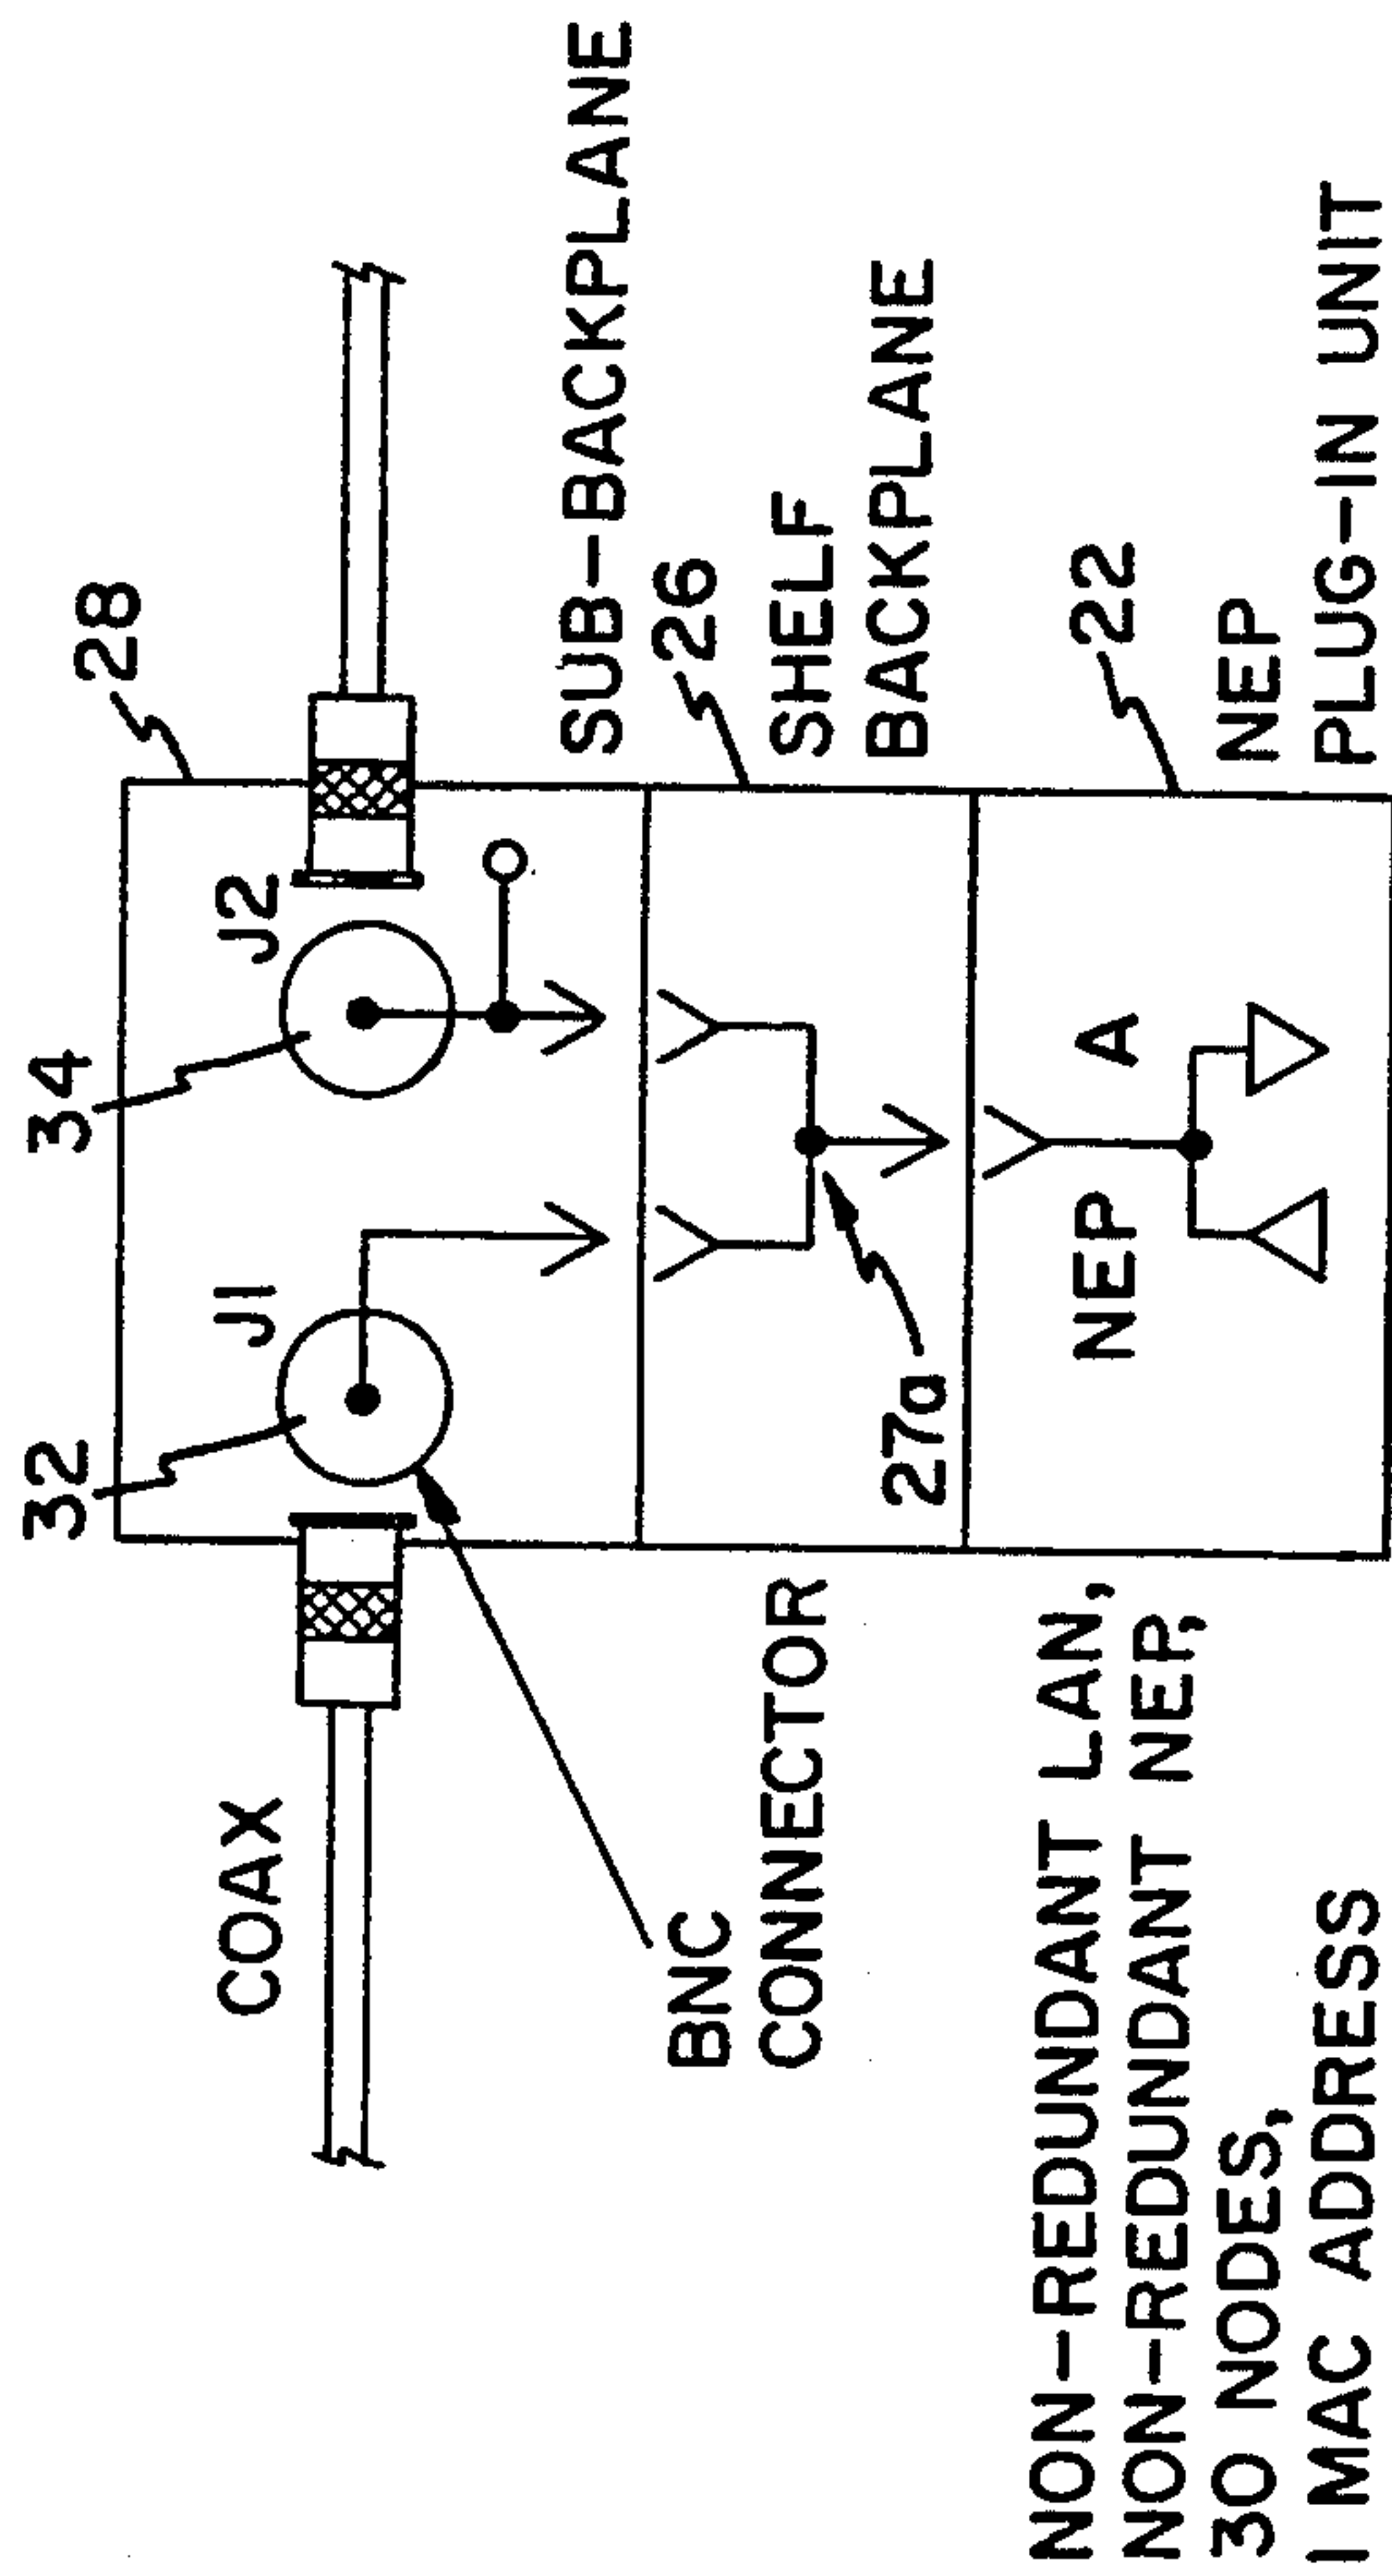 28
34
J2
32
J1
COAX
SUB-BACKPLANE
26
SHELF
BACKPLANE
BNC
CONNECTOR
27a
22
NEP A
NEP
PLUG-IN UNIT
NON-REDUNDANT LAN,
NON-REDUNDANT NEP,
30 NODES,
1 MAC ADDRESS